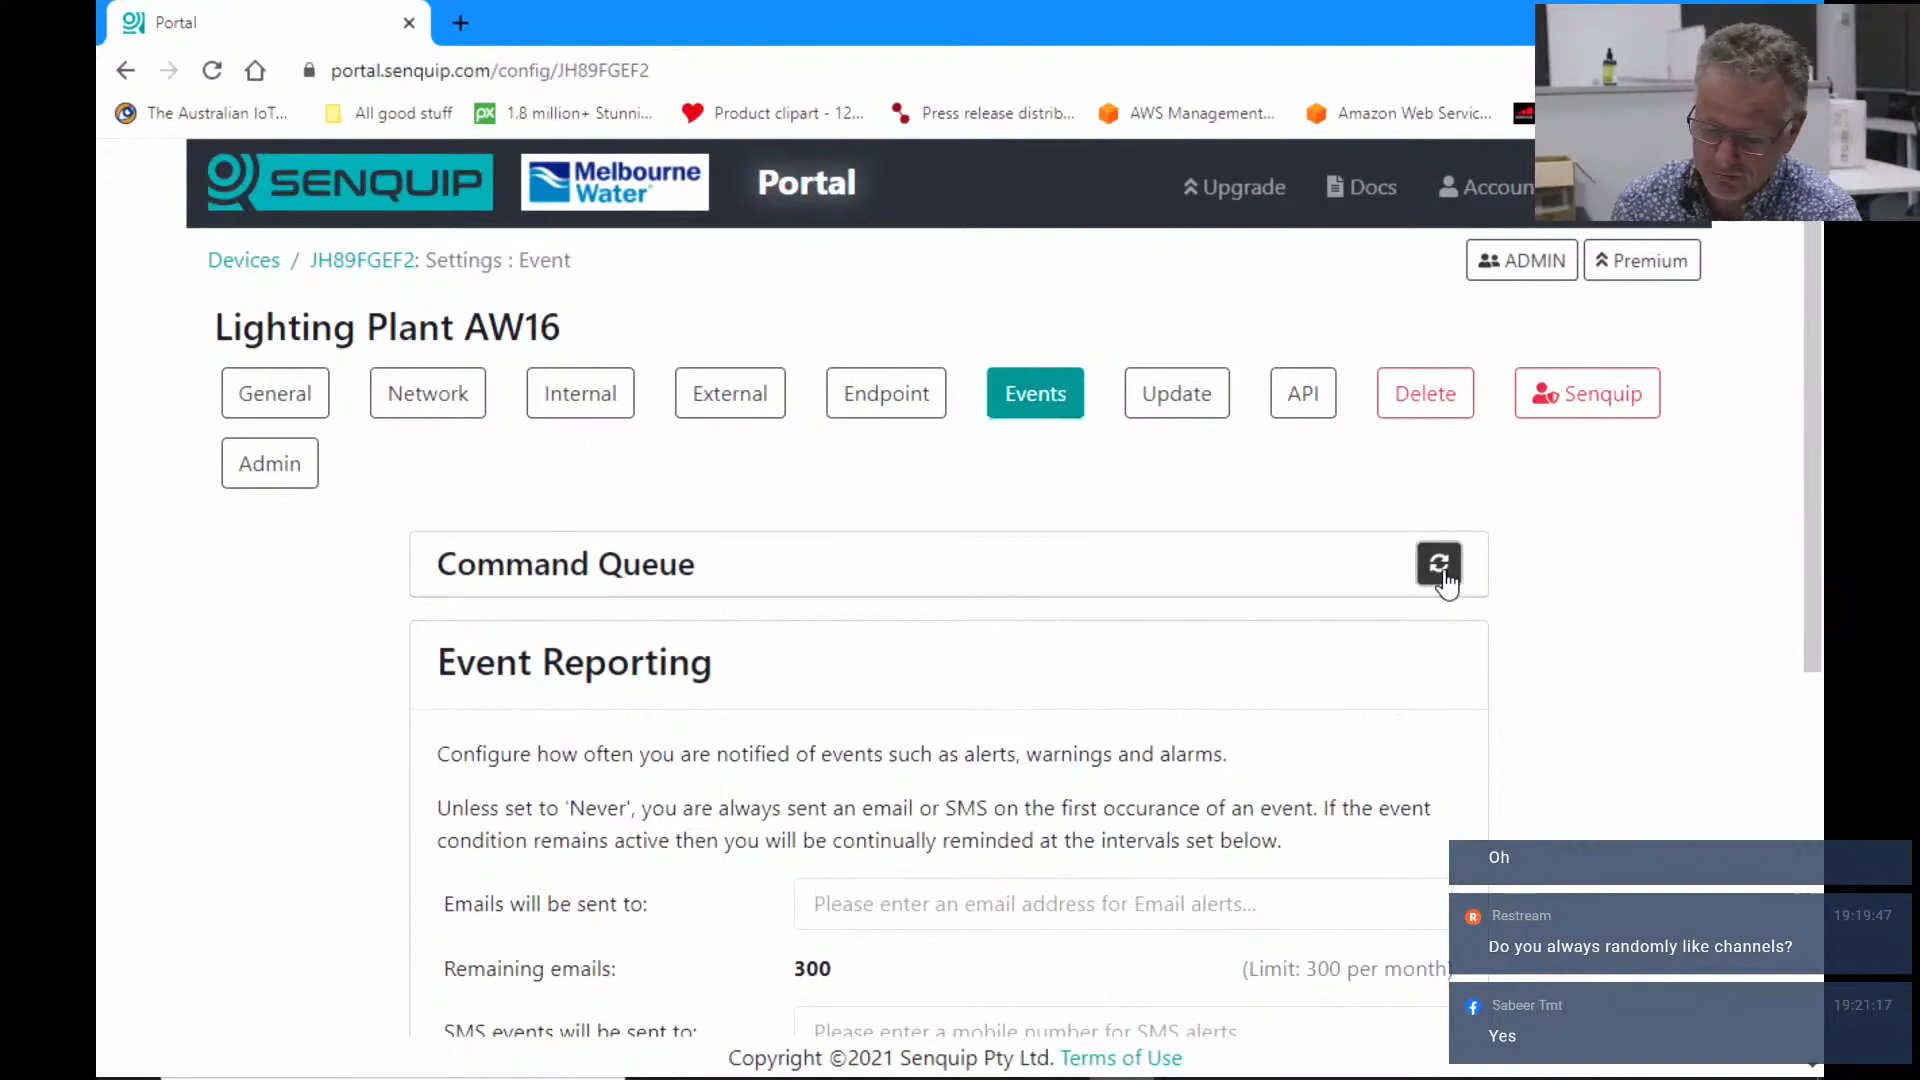 Portal
portal.senquip.com/config/JH89FGEF2
The Australian IoT...
All good stuff
1.8 million+ Stunni...
Product clipart - 12...
Press release distrib...
AWS Management...
Amazon Web Servic...
SENQUIP
Melbourne
Water
Portal
Upgrade
Docs
Accoun
Devices / JH89FGEF2: Settings : Event
ADMIN
Premium
Lighting Plant AW16
General
Network
Internal
External
Endpoint
Events
Update
API
Delete
Senquip
Admin
Command Queue
Event Reporting
Configure how often you are notified of events such as alerts, warnings and alarms.
Unless set to 'Never', you are always sent an email or SMS on the first occurance of an event. If the event
condition remains active then you will be continually reminded at the intervals set below.
Emails will be sent to:
Please enter an email address for Email alerts...
Remaining emails:
300
(Limit: 300 per month)
SMS events will be sent to:
Please enter a mobile number for SMS alerts
Copyright ©2021 Senquip Pty Ltd. Terms of Use
Oh
Restream
19:19:47
Do you always randomly like channels?
Sabeer Tmt
19:21:17
Yes